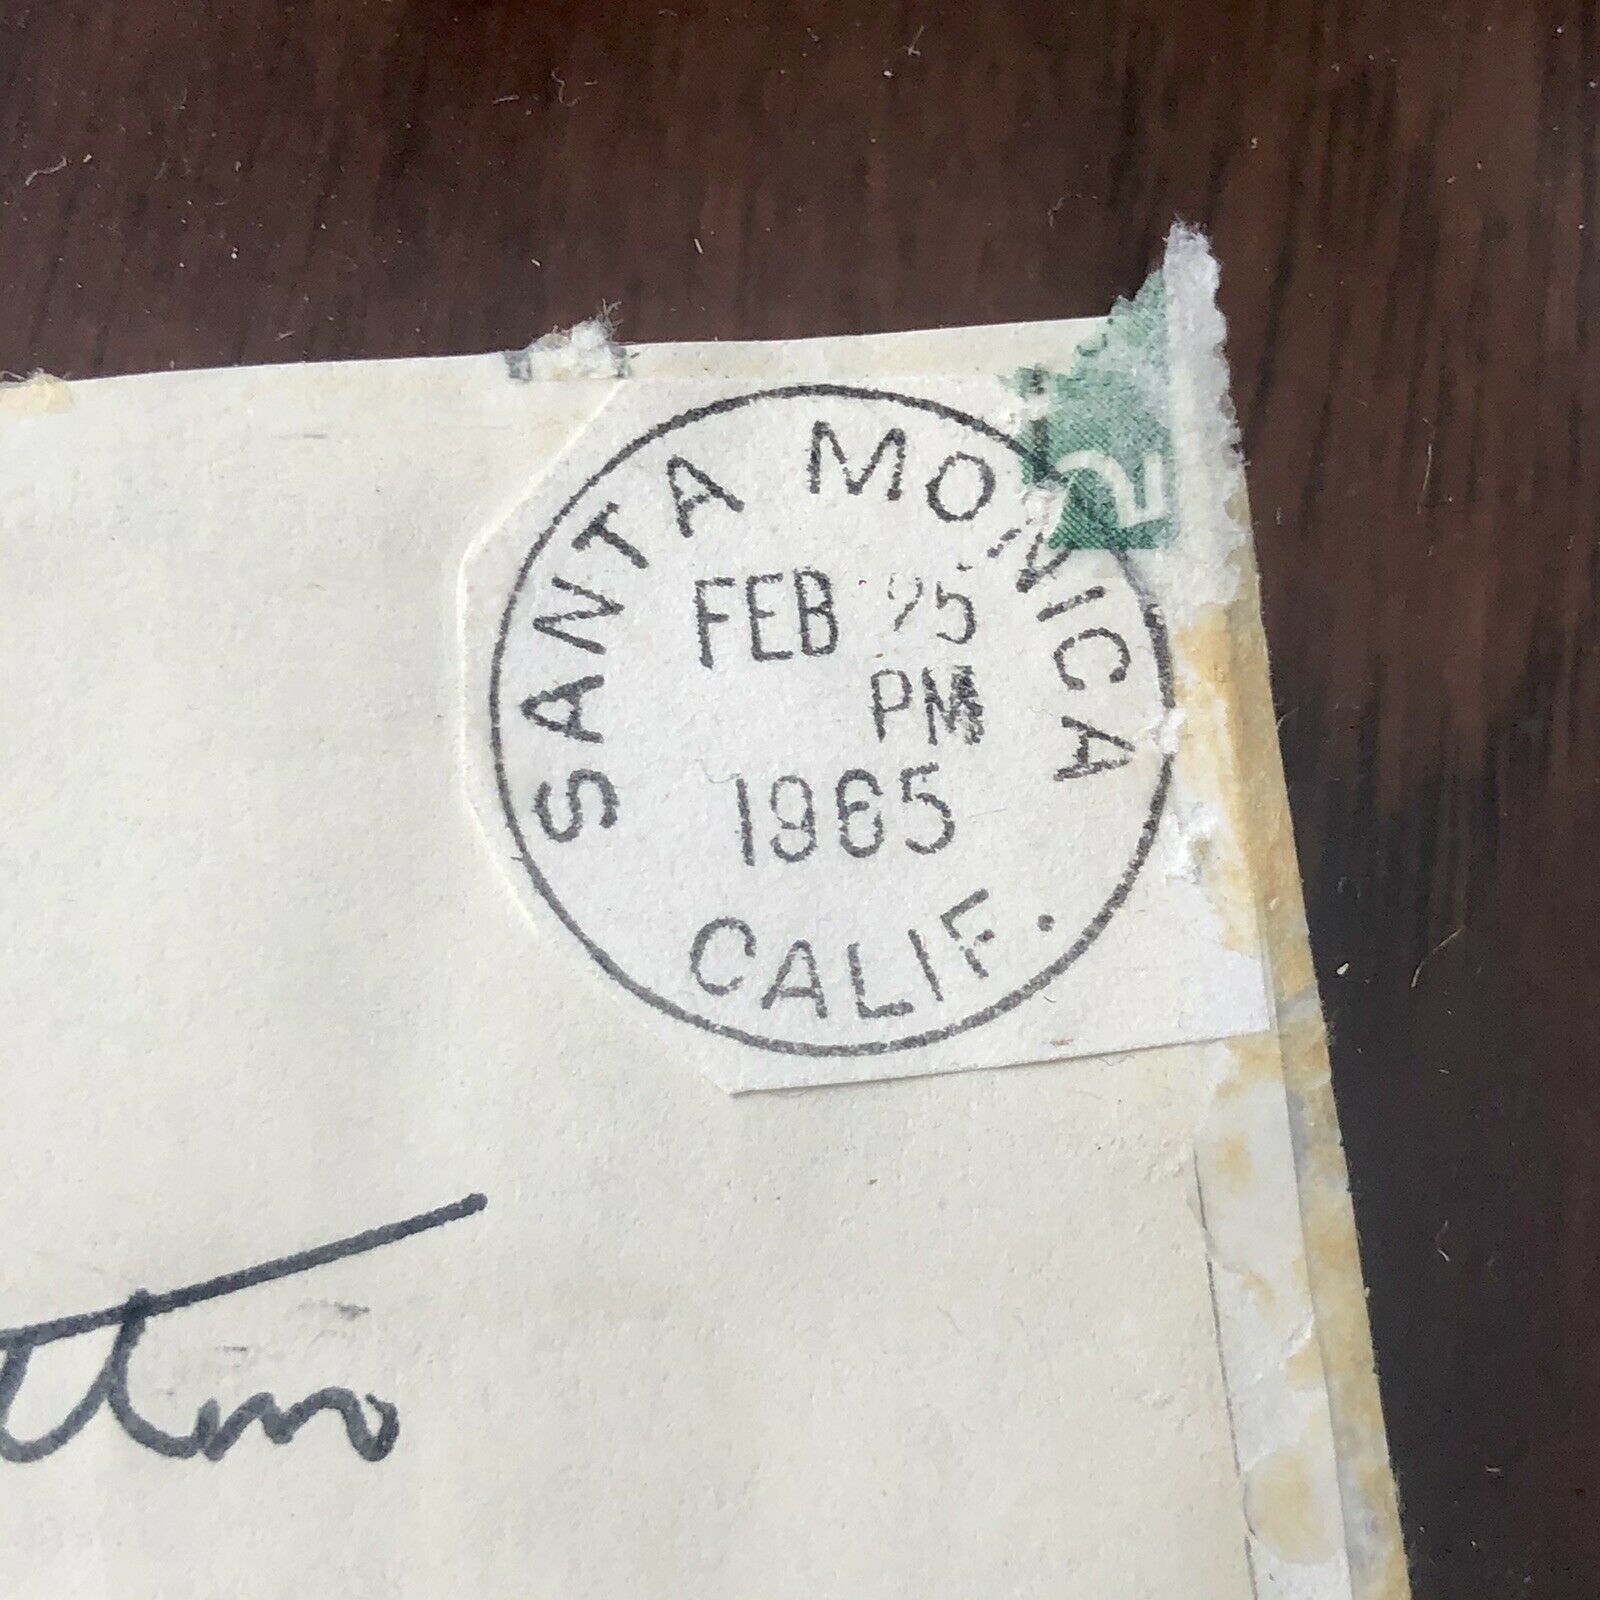 SANTA MONICA
FEB 25
PM
1965
CALIF.